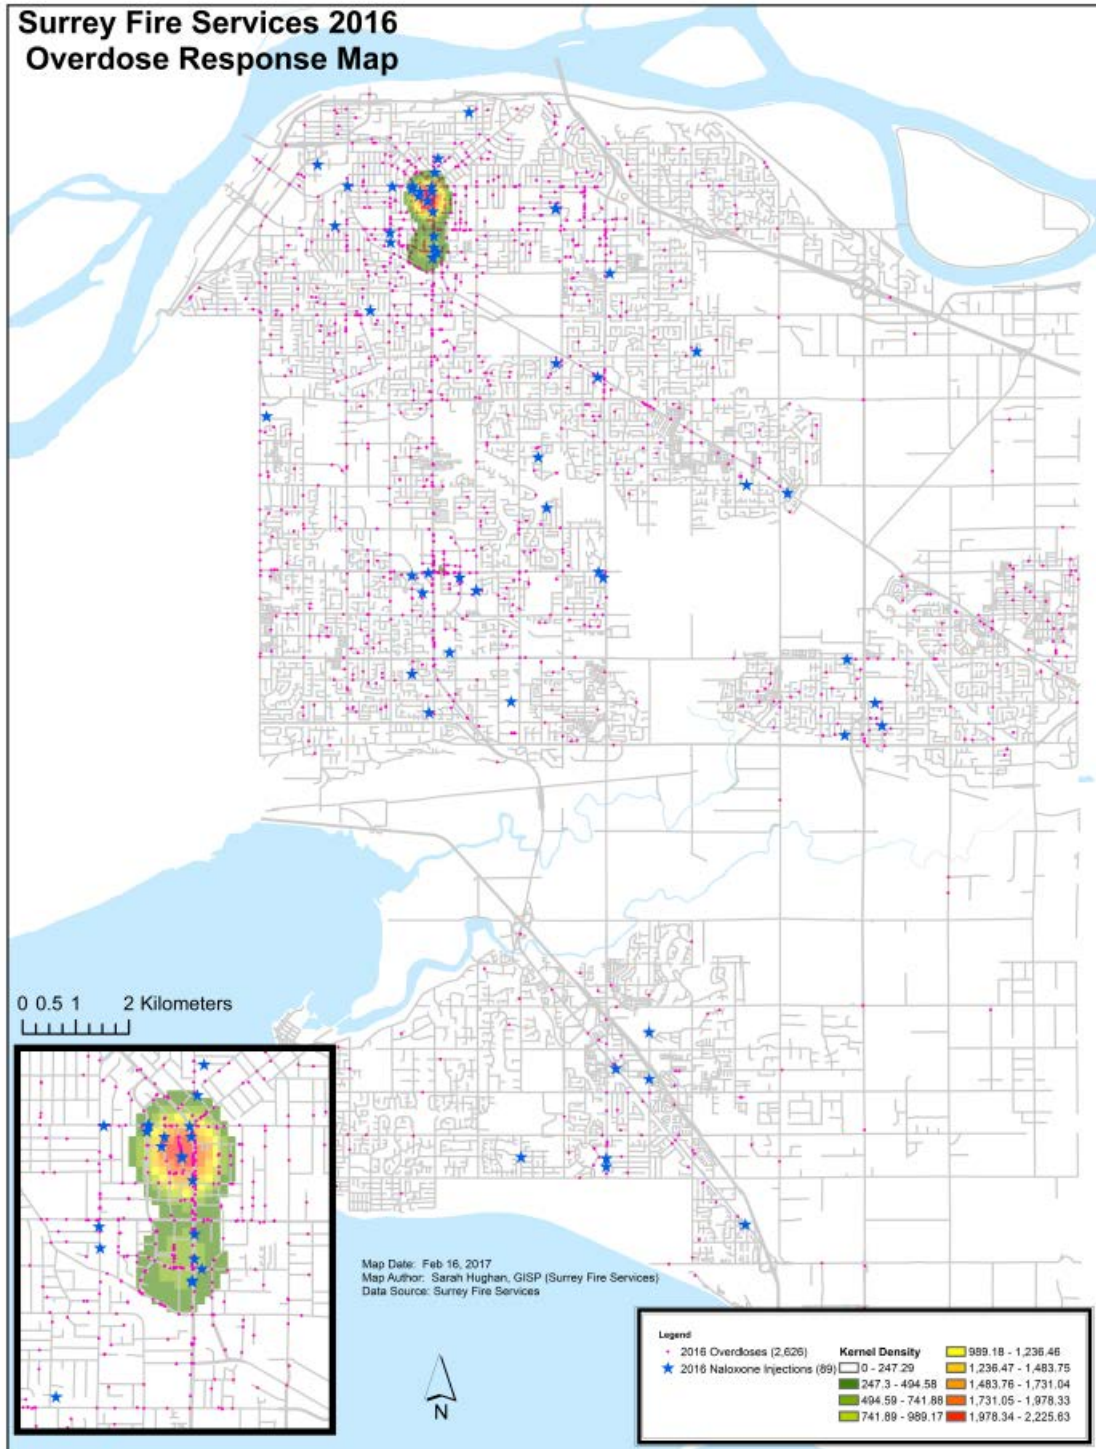 Surrey Fire Services 2016
Overdose Response Map
0 0.5 1 2 Kilometers
Map Date: Feb 16, 2017
Map Author: Sarah Hughan, GISP (Surrey Fire Services)
Data Source: Surrey Fire Services
N
Legend
2016 Overdloses (2,626)
2016 Naloxone Injections (89)
Kernel Density
0 - 247.29
247.3 - 494.58
494.59 - 741.88
741.89 - 989.17
989.18 - 1,236.46
1,236.47 - 1,483.75
1,483.76 - 1,731.04
1,731.05 - 1,978.33
1,978.34 - 2,225.63